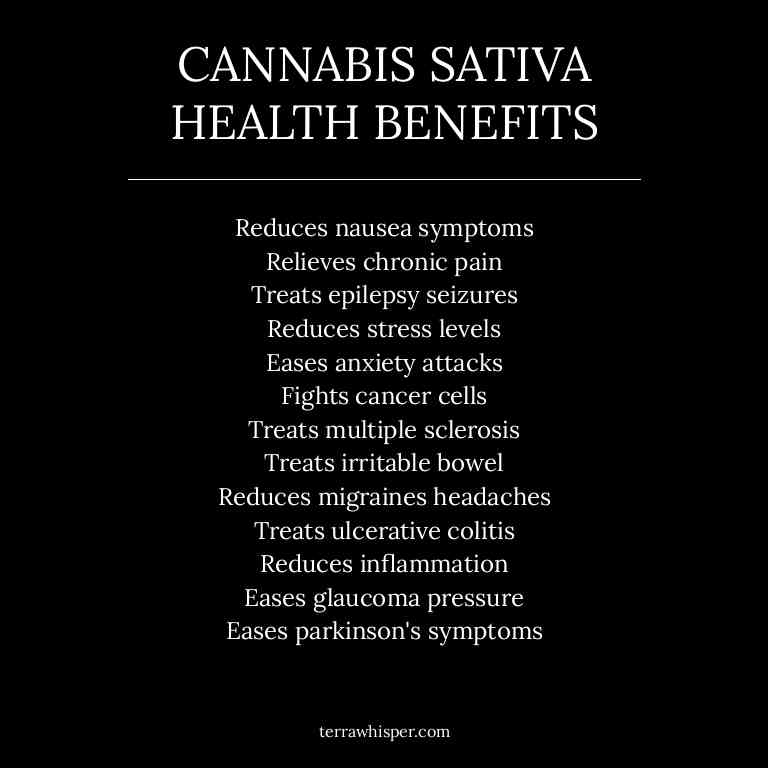 CANNABIS SATIVA
HEALTH BENEFITS
Reduces nausea symptoms
Relieves chronic pain
Treats epilepsy seizures
Reduces stress levels
Eases anxiety attacks
Fights cancer cells
Treats multiple sclerosis
Treats irritable bowel
Reduces migraines headaches
Treats ulcerative colitis
Reduces inflammation
Eases glaucoma pressure
Eases parkinson's symptoms
terrawhisper.com